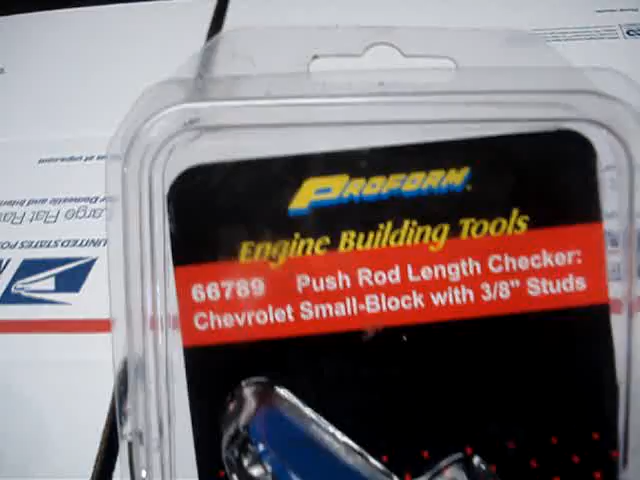 PROFORM
Engine Building Tools
66789 Push Rod Length Checker:
Chevrolet Small-Block with 3/8" Studs
Large Flat Ra
UNITED STATES POS